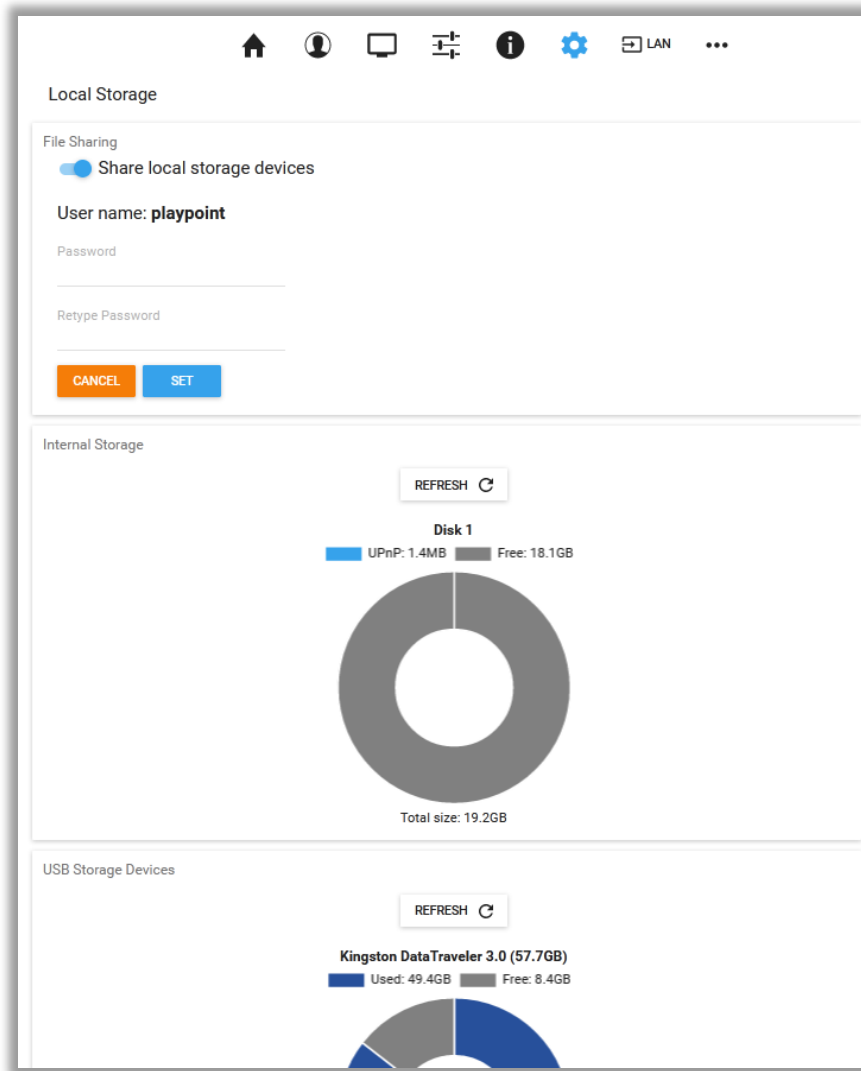 LAN
Local Storage
File Sharing
Share local storage devices
User name: playpoint
Password
Retype Password
CANCEL SET
Internal Storage
REFRESH
Disk 1
UPnP: 1.4MB Free: 18.1GB
Total size: 19.2GB
USB Storage Devices
REFRESH
Kingston DataTraveler 3.0 (57.7GB)
Used: 49.4GB Free: 8.4GB